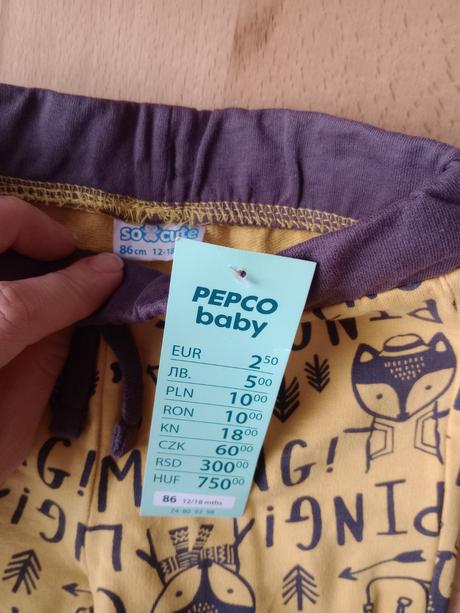 so cute
86cm 12-18
PEPCO
baby
EUR 2 50
ЛВ. 5 00
PLN 10 00
RON 10 00
KN 18 00
CZK 60 00
RSD 300 00
HUF 750 00
86 12/18 mths
74 80 92 98
PING!